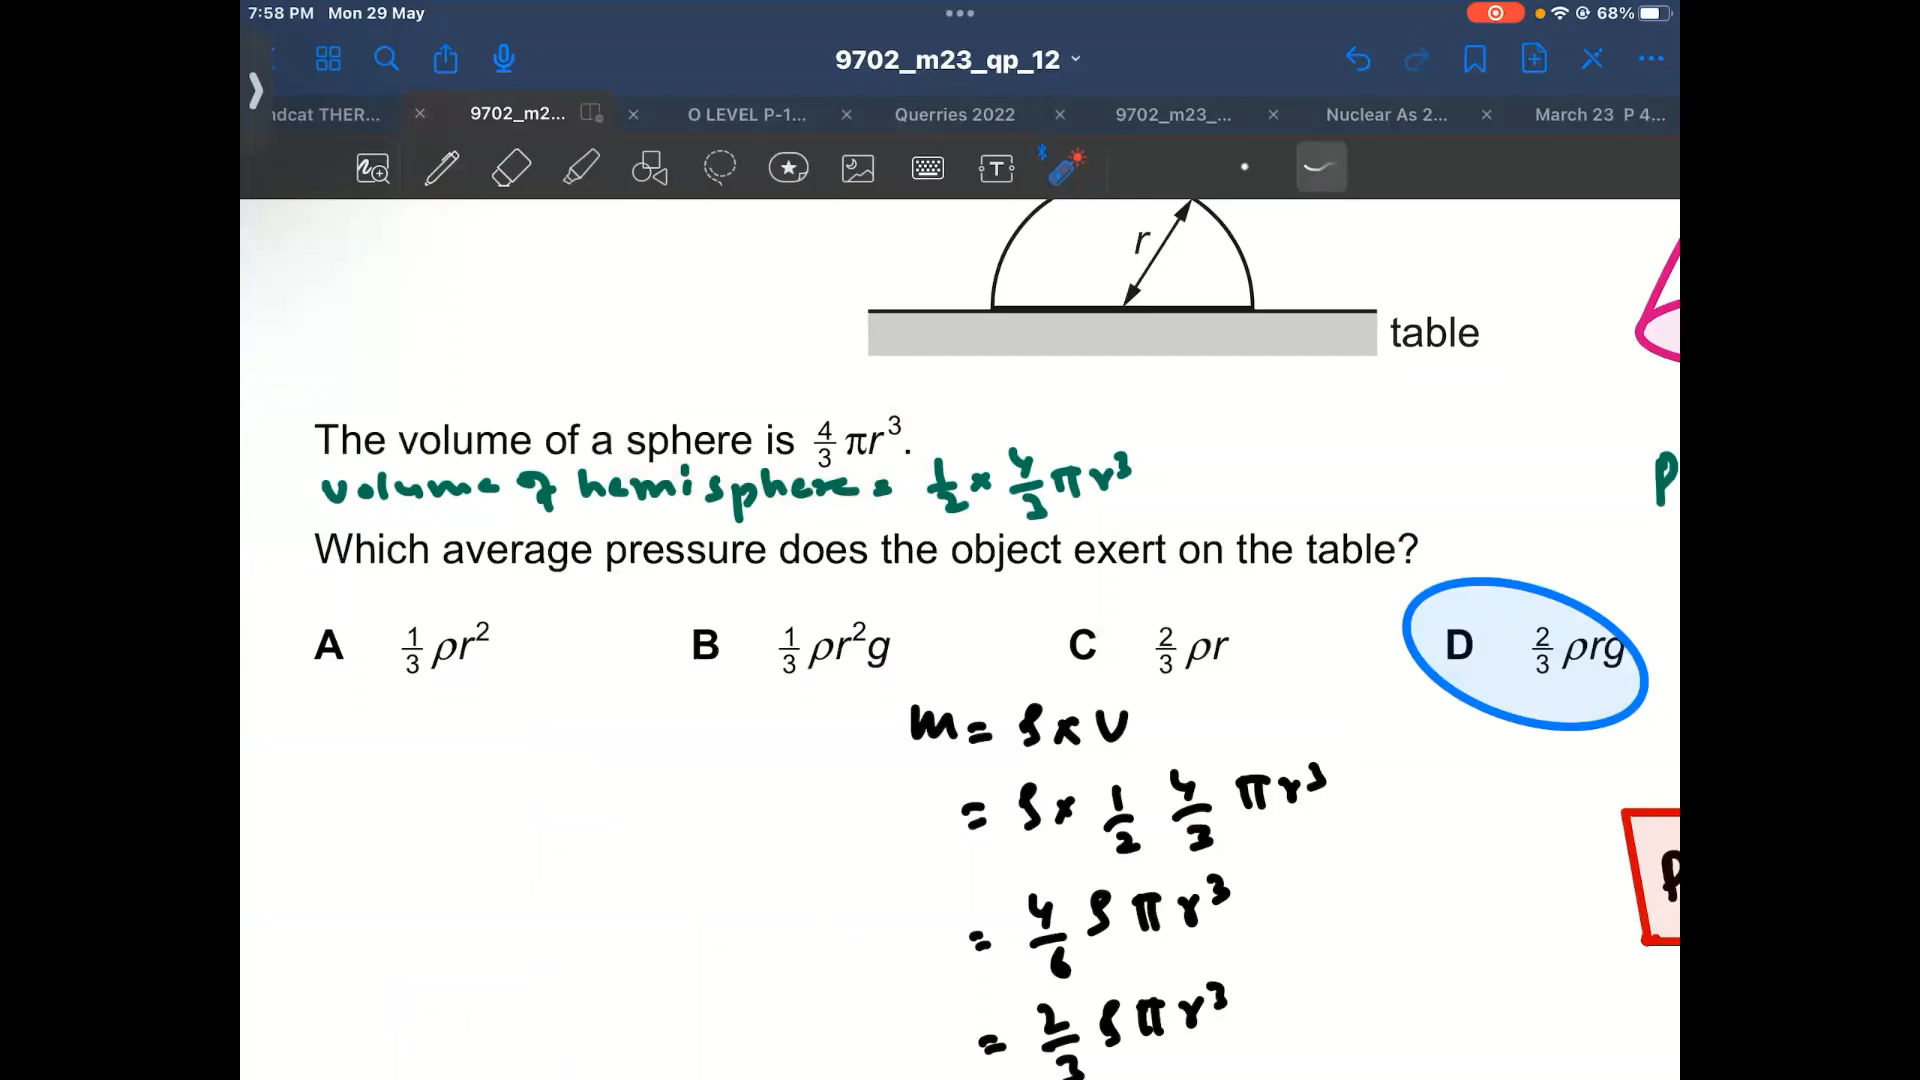 7:58 PM Mon 29 May
68%
9702_m23_qp_12
ndcat THER...
9702_m2...
O LEVEL P-1...
Querries 2022
9702_m23_...
Nuclear As 2...
March 23 P 4...
r
table
The volume of a sphere is 4/3 πr³.
volume of hemisphere = 1/2 × 4/3 πr³
P
Which average pressure does the object exert on the table?
A 1/3 ρr² B 1/3 ρr²g C 2/3 ρr D 2/3 ρrg
m = ρ × V
= ρ × 1/2 4/3 πr³
= 4/6 ρπr³
= 2/3 ρπr³